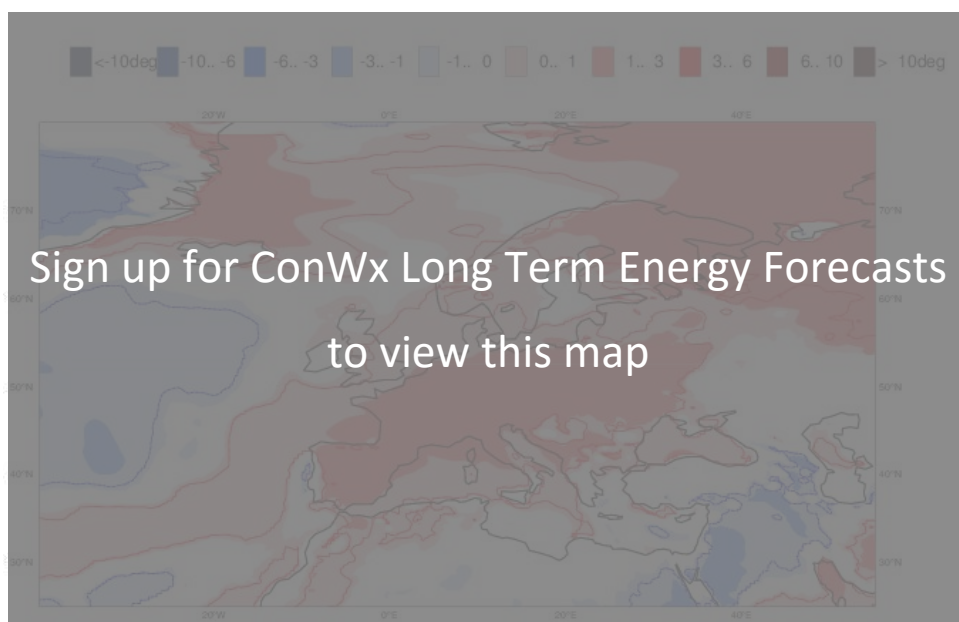 <-10deg -10.. -6 -6.. -3 -3.. -1 -1.. 0 0.. 1 1.. 3 3.. 6 6.. 10 > 10deg
20°W 0°E 20°E 40°E
70°N 70°N
Sign up for ConWx Long Term Energy Forecasts
60°N 60°N
to view this map
50°N 50°N
40°N 40°N
30°N 30°N
20°W 0°E 20°E 40°E